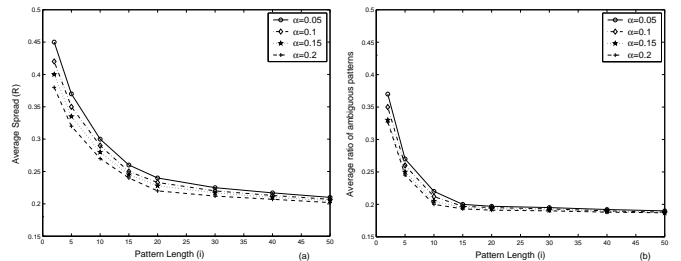 0.5
0.45
0.4
0.35
0.3
0.25
0.2
0.15
0 5 10 15 20 25 30 35 40 45 50
Average Spread (R)
Pattern Length (i)
(a)
α=0.05
α=0.1
α=0.15
α=0.2
0.5
0.45
0.4
0.35
0.3
0.25
0.2
0.15
0 5 10 15 20 25 30 35 40 45 50
Average ratio of ambiguous patterns
Pattern Length (i)
(b)
α=0.05
α=0.1
α=0.15
α=0.2